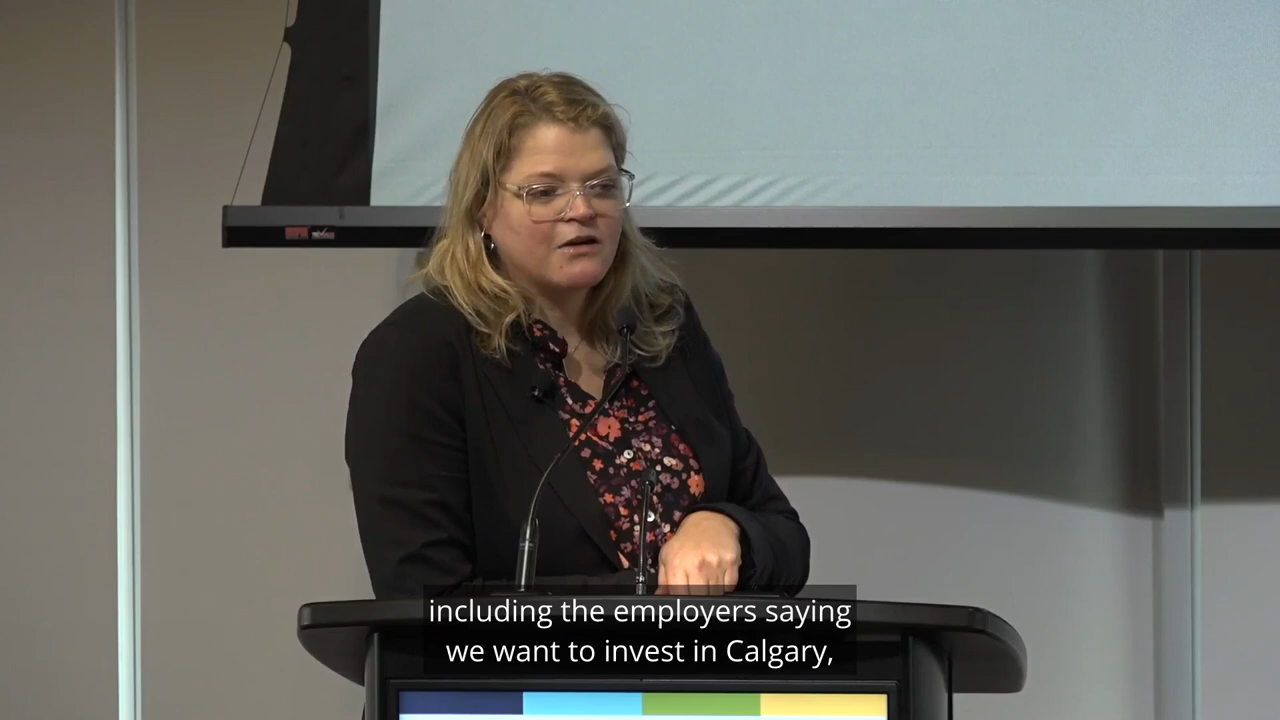 including the employers saying
we want to invest in Calgary,